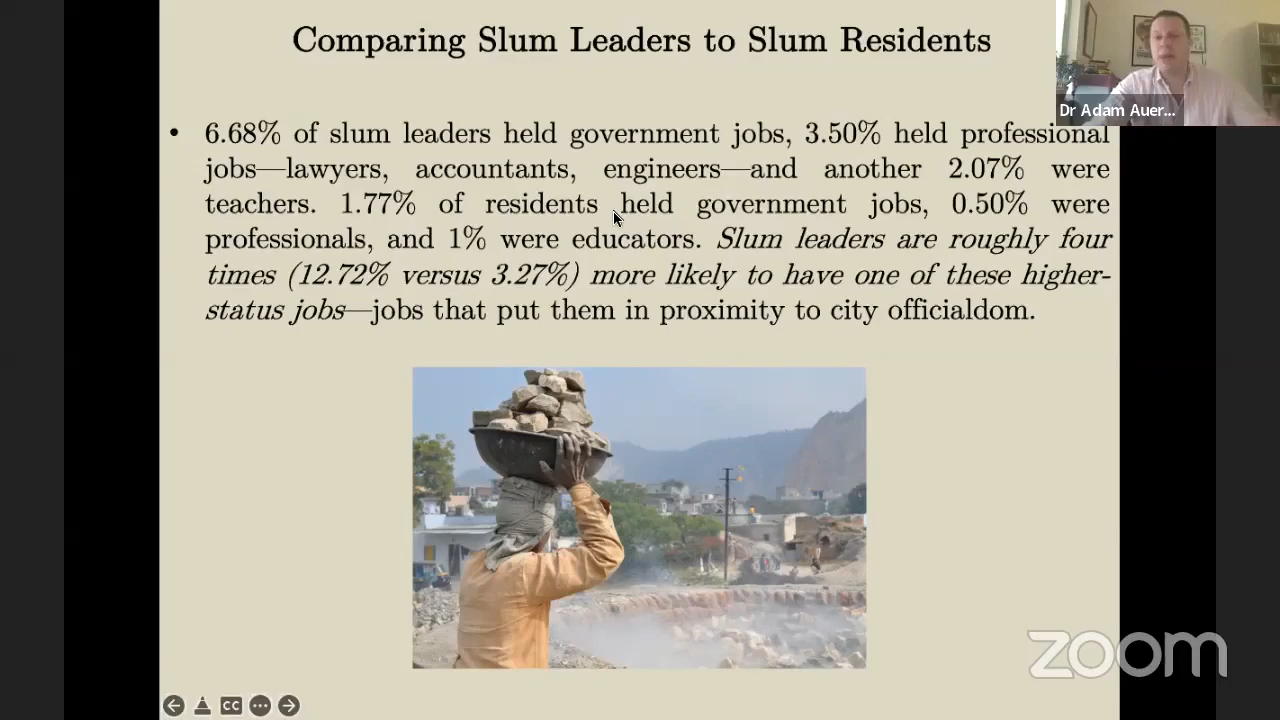 Comparing Slum Leaders to Slum Residents
Dr Adam Auer...
• 6.68% of slum leaders held government jobs, 3.50% held professional
jobs—lawyers, accountants, engineers—and another 2.07% were
teachers. 1.77% of residents held government jobs, 0.50% were
professionals, and 1% were educators. Slum leaders are roughly four
times (12.72% versus 3.27%) more likely to have one of these higher-
status jobs—jobs that put them in proximity to city officialdom.
zoom
CC